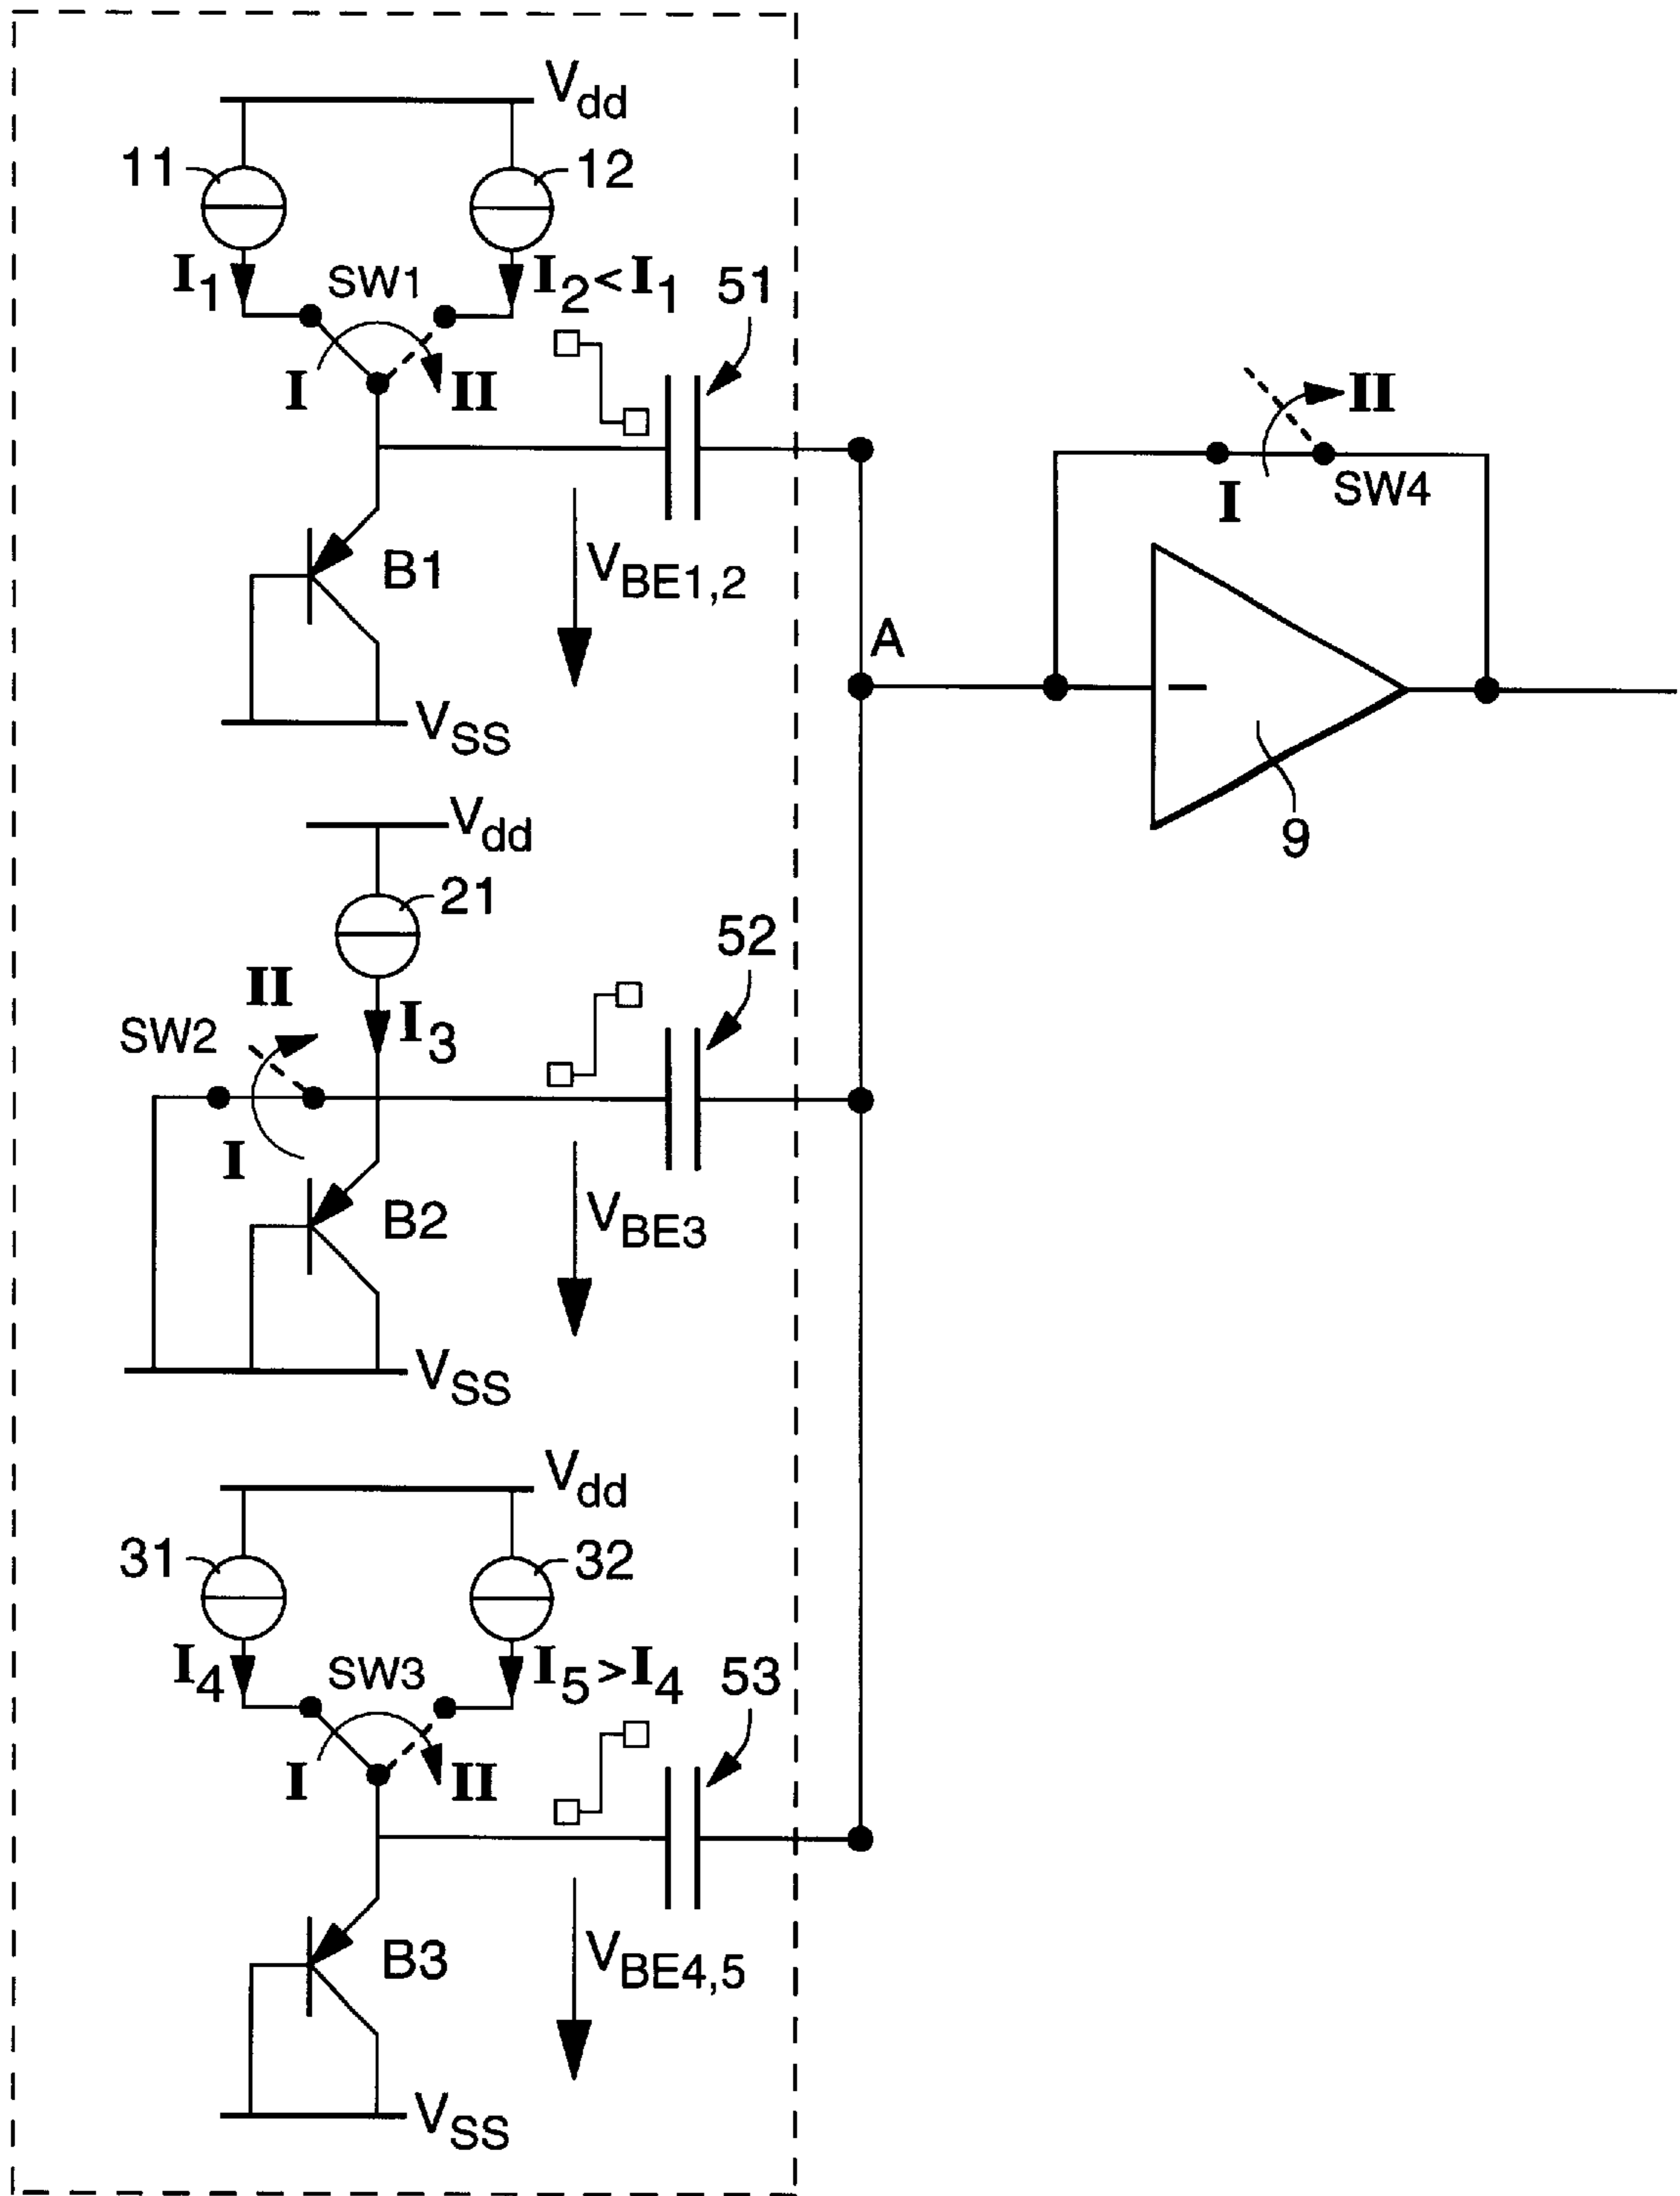 Vdd
11
12
I1
SW1
I2<I1
51
I
II
B1
VBE1,2
VSS
A
II
I
SW4
−
9
Vdd
21
52
II
SW2
I3
I
B2
VBE3
VSS
Vdd
31
32
I4
SW3
I5>I4
53
I
II
B3
VBE4,5
VSS